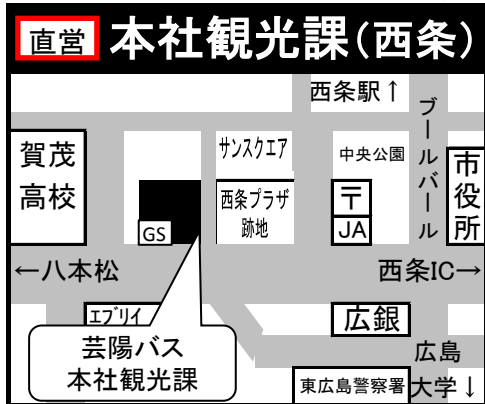 直営 本社観光課(西条)
西条駅↑
ブールバール
賀茂
高校
サンスクエア
中央公園
市役所
西条プラザ
跡地
〒
JA
GS
←八本松
西条IC→
エブリイ
広銀
芸陽バス
本社観光課
広島
大学↓
東広島警察署